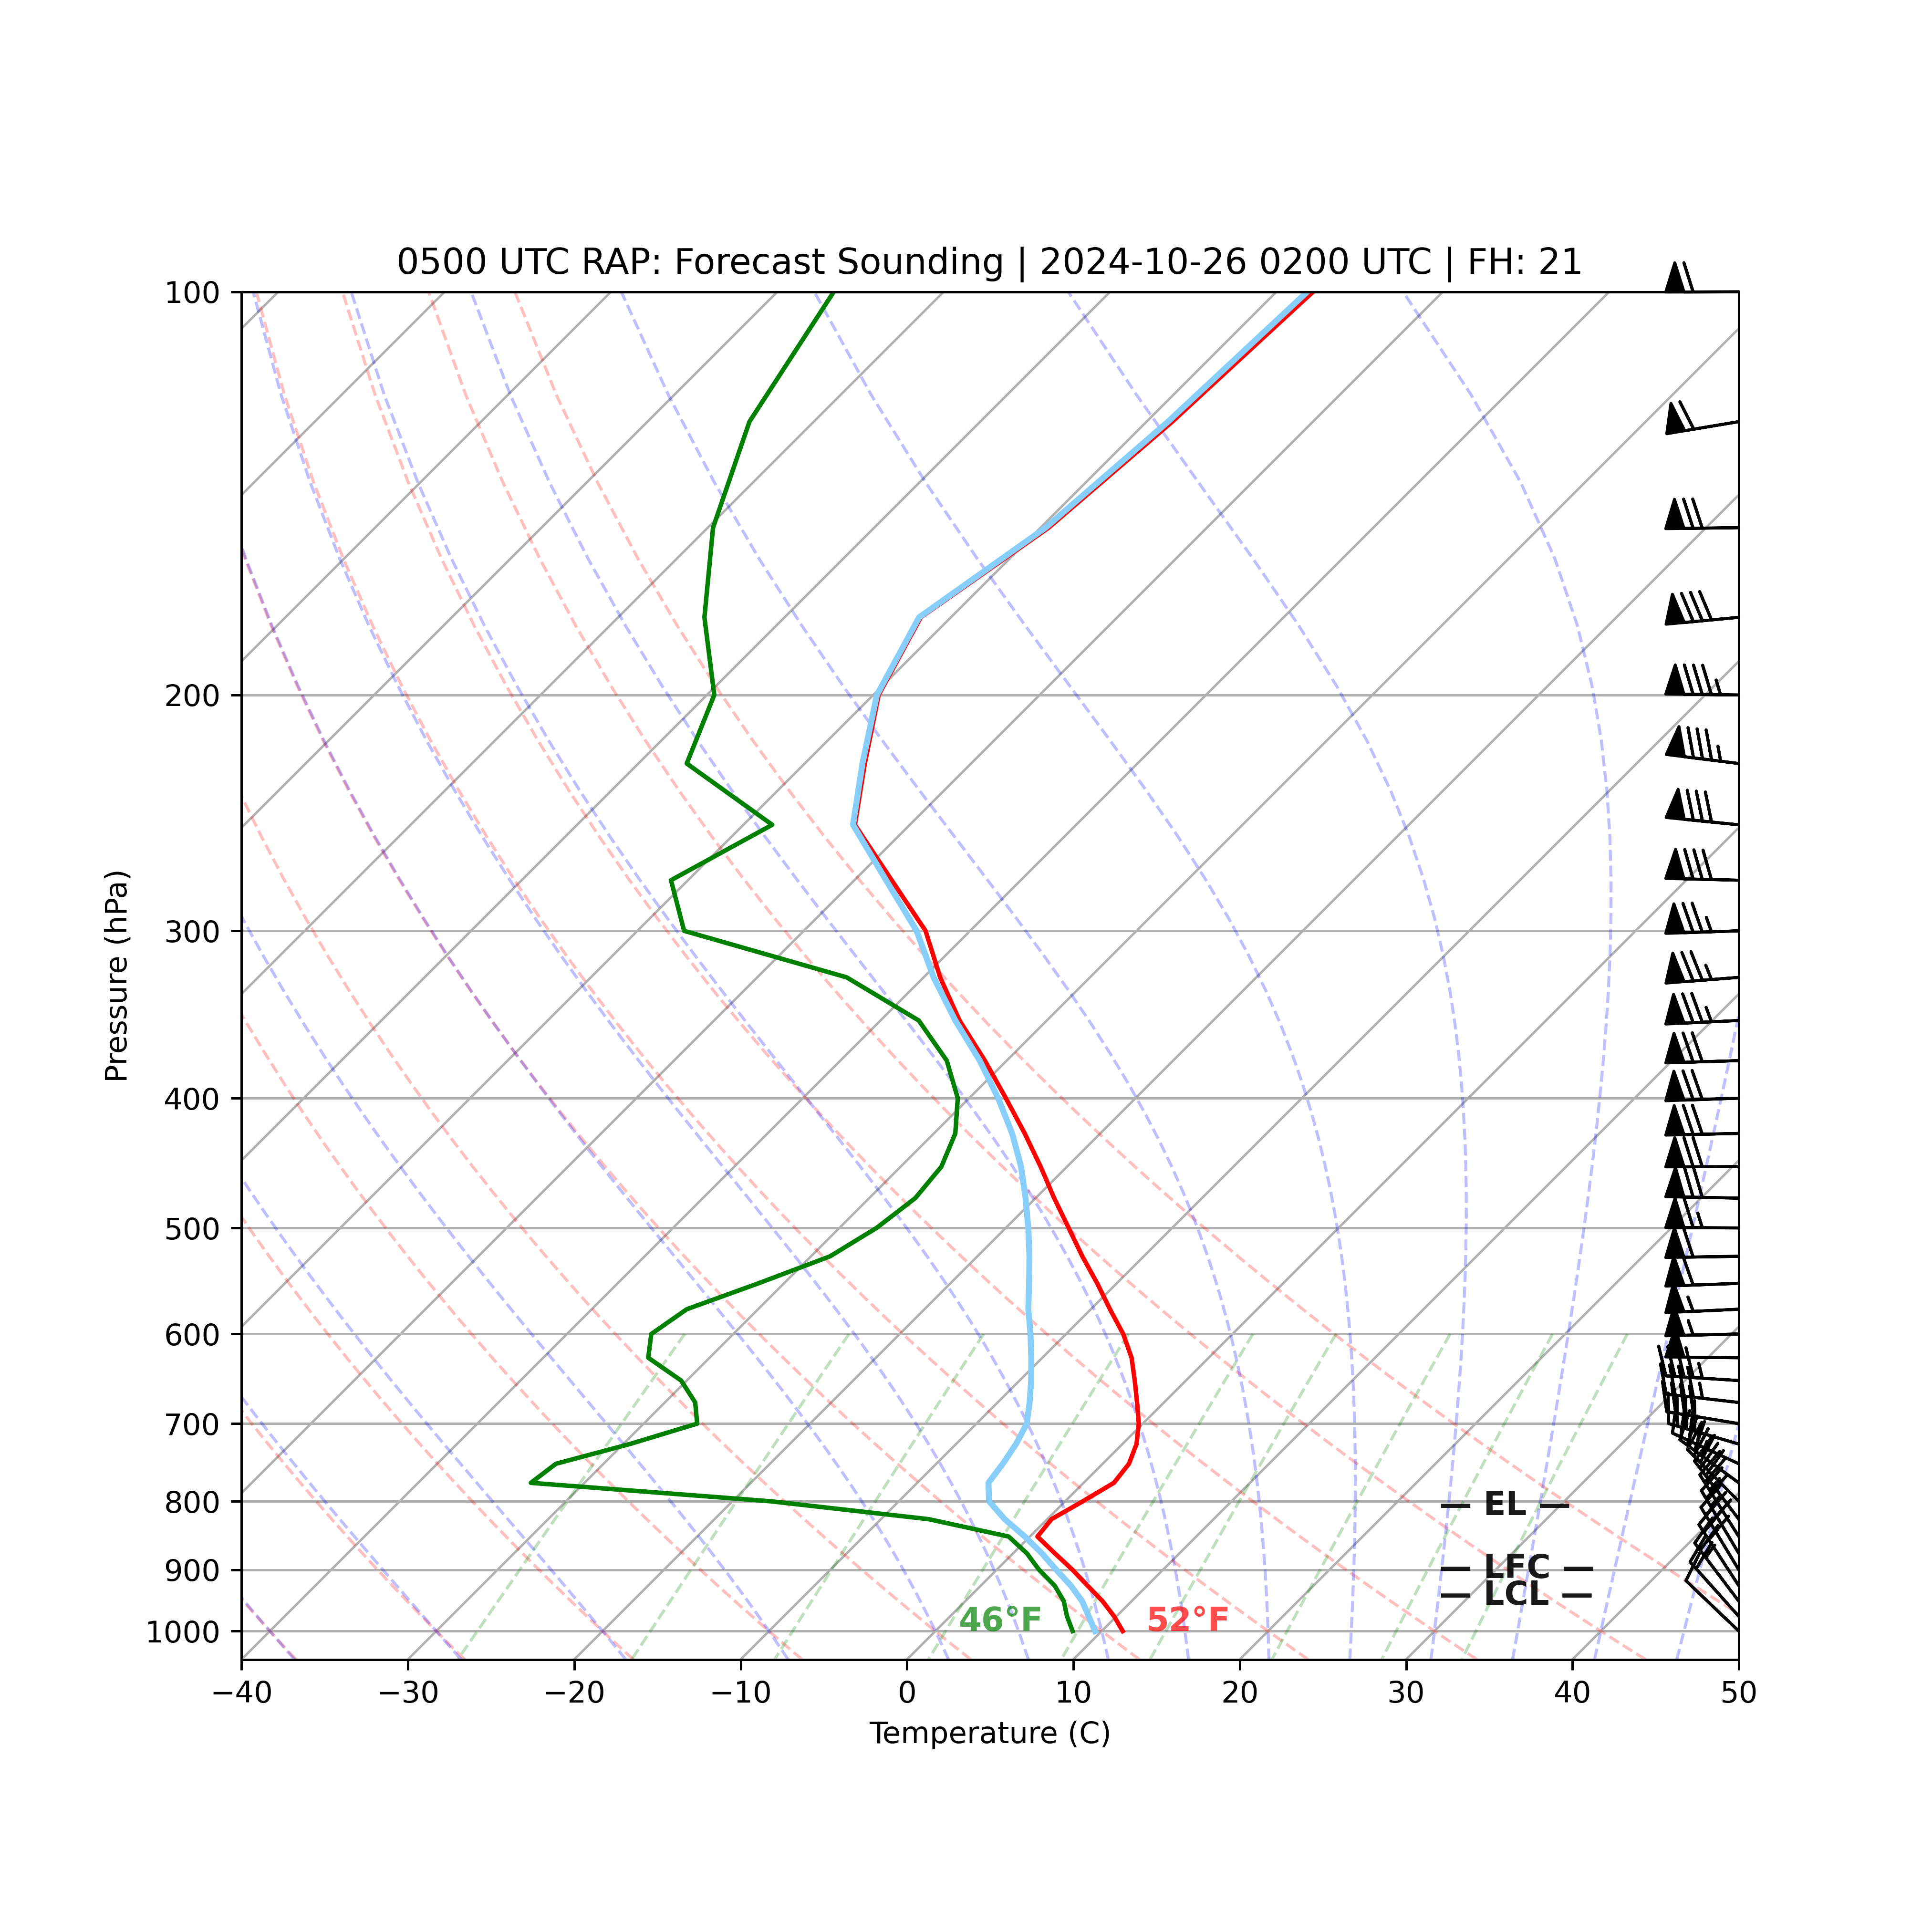 0500 UTC RAP: Forecast Sounding | 2024-10-26 0200 UTC | FH: 21
100
200
300
400
500
600
700
800
900
1000
Pressure (hPa)
— EL —
— LFC —
— LCL —
46°F 52°F
−40 −30 −20 −10 0 10 20 30 40 50
Temperature (C)